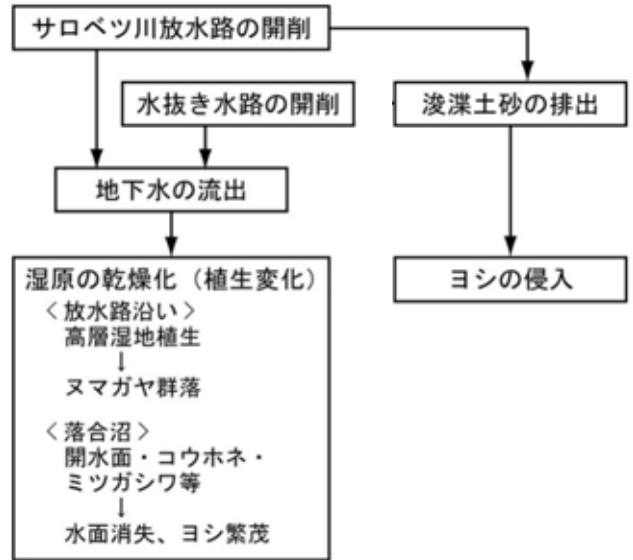 サロベツ川放水路の開削
水抜き水路の開削
浚渫土砂の排出
地下水の流出
湿原の乾燥化（植生変化）
＜放水路沿い＞
高層湿地植生
↓
ヌマガヤ群落
＜落合沼＞
開水面・コウホネ・
ミツガシワ等
↓
水面消失、ヨシ繁茂
ヨシの侵入